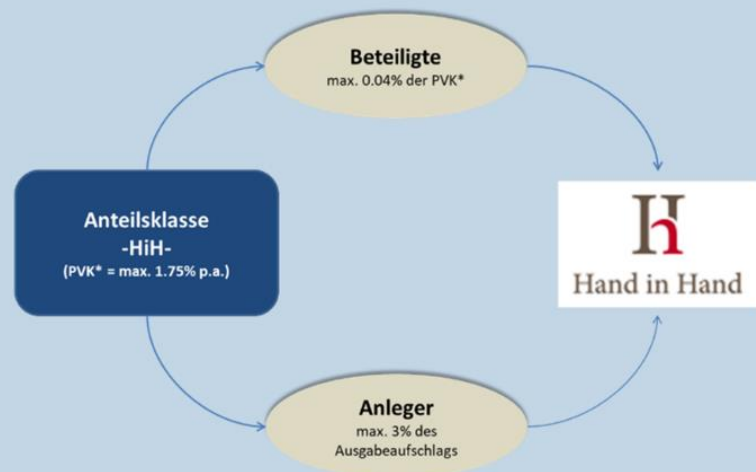 Beteiligte
max. 0.04% der PVK*
Anteilsklasse
-HiH-
(PVK* = max. 1.75% p.a.)
Hand in Hand
Anleger
max. 3% des
Ausgabeaufschlags